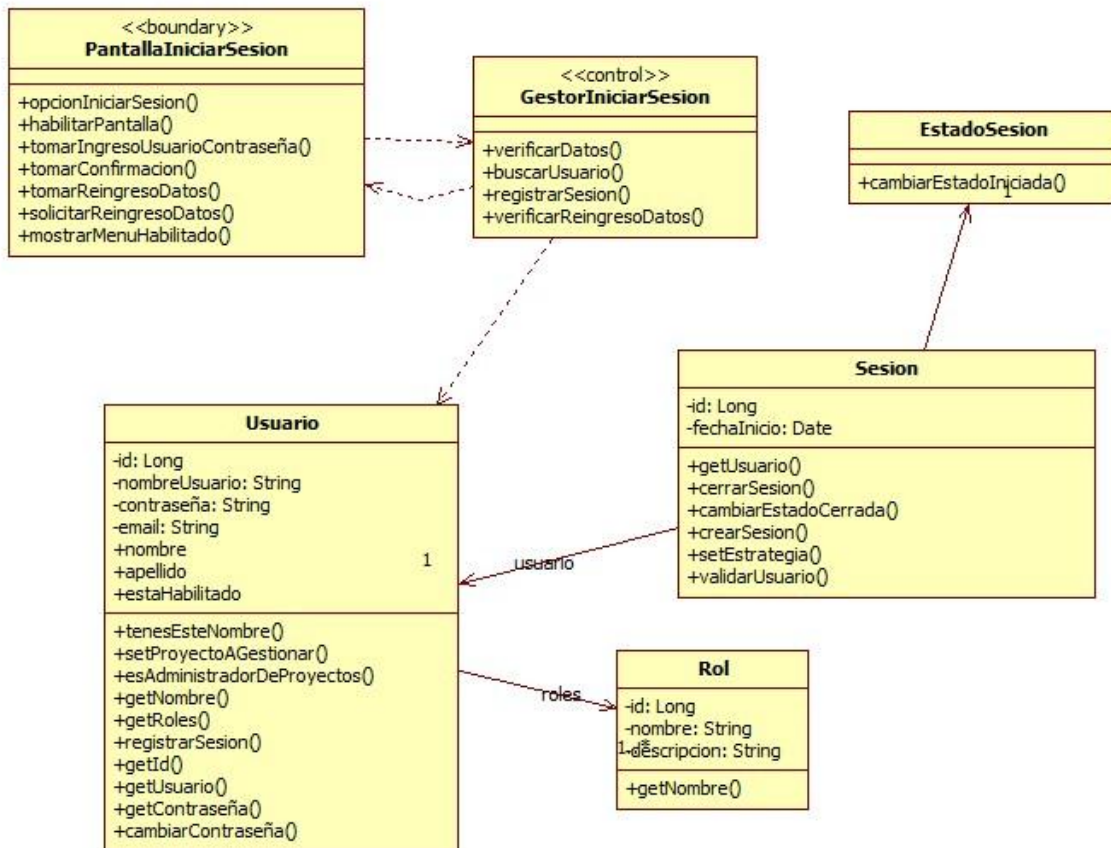 <<boundary>>
PantallaIniciarSesion
+opcionIniciarSesion()
+habilitarPantalla()
+tomarIngresoUsuarioContraseña()
+tomarConfirmacion()
+tomarReingresoDatos()
+solicitarReingresoDatos()
+mostrarMenuHabilitado()
<<control>>
GestorIniciarSesion
+verificarDatos()
+buscarUsuario()
+registrarSesion()
+verificarReingresoDatos()
EstadoSesion
+cambiarEstadoIniciada()
1
Sesion
-id: Long
-fechaInicio: Date
+getUsuario()
+cerrarSesion()
+cambiarEstadoCerrada()
+crearSesion()
+setEstrategia()
+validarUsuario()
Usuario
-id: Long
-nombreUsuario: String
-contraseña: String
-email: String
+nombre
+apellido
+estaHabilitado
+tenesEsteNombre()
+setProyectoAGestionar()
+esAdministradorDeProyectos()
+getNombre()
+getRoles()
+registrarSesion()
+getId()
+getUsuario()
+getContraseña()
+cambiarContraseña()
1
usuario
roles
Rol
-id: Long
-nombre: String
-descripcion: String
1..*
+getNombre()